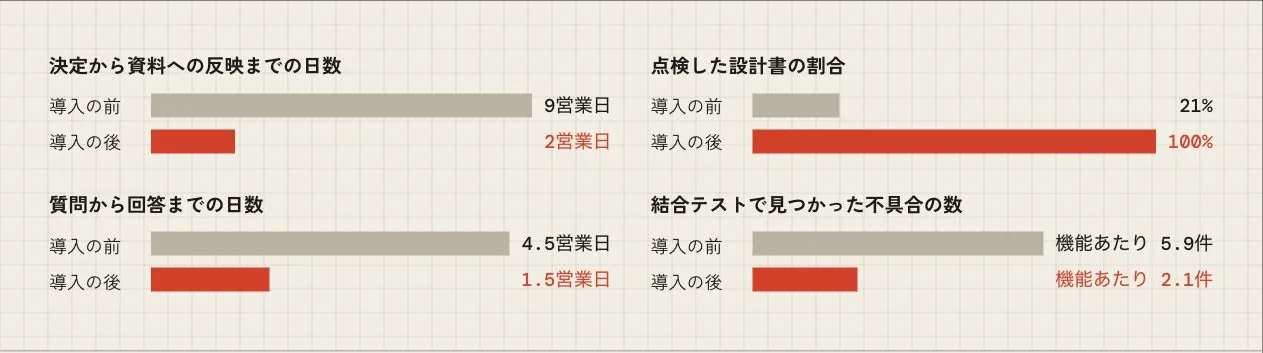 決定から資料への反映までの日数
導入の前 9営業日
導入の後 2営業日
点検した設計書の割合
導入の前 21%
導入の後 100%
質問から回答までの日数
導入の前 4.5営業日
導入の後 1.5営業日
結合テストで見つかった不具合の数
導入の前 機能あたり 5.9件
導入の後 機能あたり 2.1件